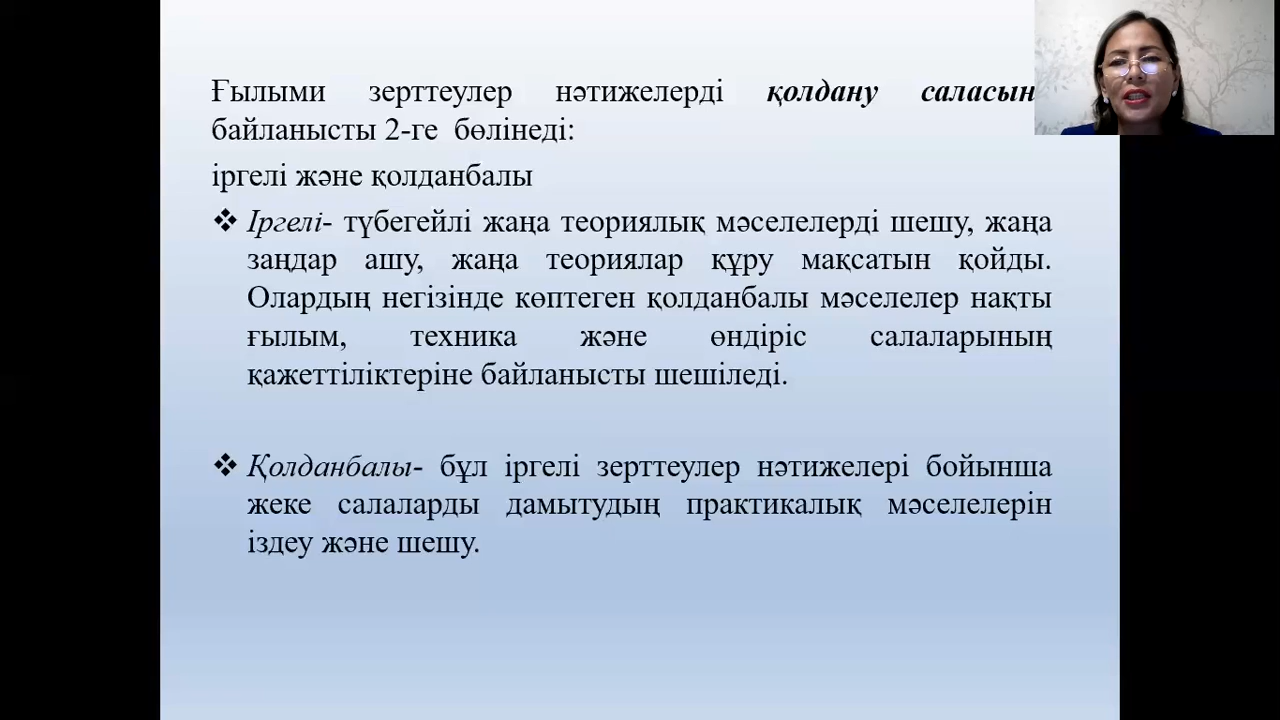 Ғылыми зерттеулер нәтижелерді қолдану саласын
байланысты 2-ге бөлінеді:
іргелі және қолданбалы
❖ Іргелі- түбегейлі жаңа теориялық мәселелерді шешу, жаңа
заңдар ашу, жаңа теориялар құру мақсатын қойды.
Олардың негізінде көптеген қолданбалы мәселелер нақты
ғылым, техника және өндіріс салаларының
қажеттіліктеріне байланысты шешіледі.
❖ Қолданбалы- бұл іргелі зерттеулер нәтижелері бойынша
жеке салаларды дамытудың практикалық мәселелерін
іздеу және шешу.